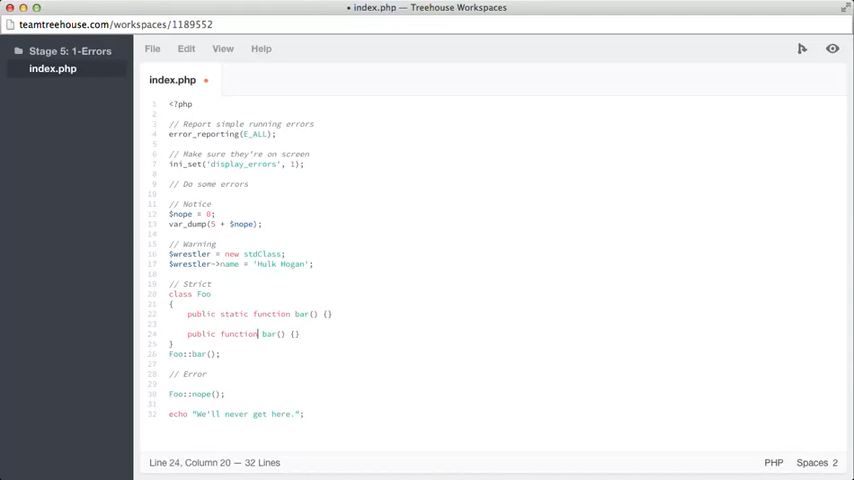 • index.php — Treehouse Workspaces
teamtreehouse.com/workspaces/1189552
Stage 5: 1-Errors
index.php
File Edit View Help
index.php •
1 <?php
2
3 // Report simple running errors
4 error_reporting(E_ALL);
5
6 // Make sure they're on screen
7 ini_set('display_errors', 1);
8
9 // Do some errors
10
11 // Notice
12 $nope = 0;
13 var_dump(5 + $nope);
14
15 // Warning
16 $wrestler = new stdClass;
17 $wrestler->name = 'Hulk Hogan';
18
19 // Strict
20 class Foo
21 {
22 public static function bar() {}
23
24 public function bar() {}
25 }
26 Foo::bar();
27
28 // Error
29
30 Foo::nope();
31
32 echo "We'll never get here.";
Line 24, Column 20 — 32 Lines
PHP Spaces 2